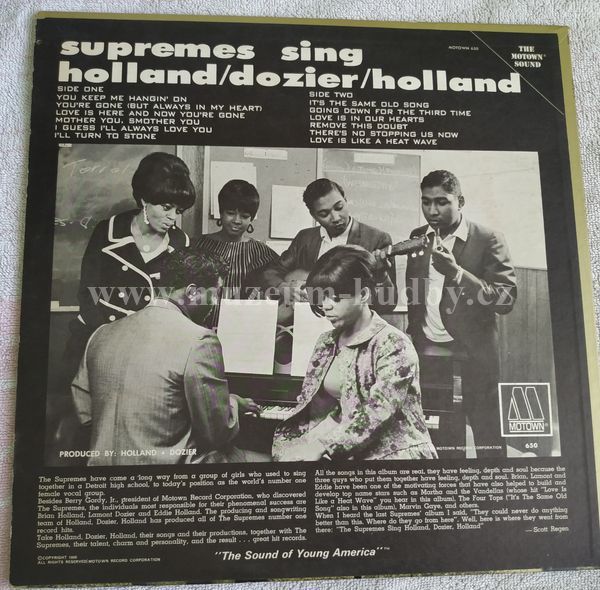 supremes sing
holland/dozier/holland
MOTOWN 650
THE
MOTOWN
SOUND
SIDE ONE
YOU KEEP ME HANGIN' ON
YOU'RE GONE (BUT ALWAYS IN MY HEART)
LOVE IS HERE AND NOW YOU'RE GONE
MOTHER YOU, SMOTHER YOU
I GUESS I'LL ALWAYS LOVE YOU
I'LL TURN TO STONE
SIDE TWO
IT'S THE SAME OLD SONG
GOING DOWN FOR THE THIRD TIME
LOVE IS IN OUR HEARTS
REMOVE THIS DOUBT
THERE'S NO STOPPING US NOW
LOVE IS LIKE A HEAT WAVE
www.muzeum-hudby.cz
M
MOTOWN
650
PRODUCED BY: HOLLAND • DOZIER
MOTOWN RECORD CORPORATION
The Supremes have come a long way from a group of girls who used to sing
together in a Detroit high school, to today's position as the world's number one
female vocal group.
Besides Berry Gordy, Jr., president of Motown Record Corporation, who discovered
The Supremes, the individuals most responsible for their phenomenal success are
Brian Holland, Lamont Dozier and Eddie Holland. The producing and songwriting
team of Holland, Dozier, Holland has produced all of The Supremes number one
record hits.
Take Holland, Dozier, Holland, their songs and their productions, together with The
Supremes, their talent, charm and personality, and the result . . . great hit records.
All the songs in this album are real, they have feeling, depth and soul because the
three guys who put them together have feeling, depth and soul. Brian, Lamont and
Eddie have been one of the motivating forces that have also helped to build and
develop top name stars such as Martha and the Vandellas (whose hit "Love Is
Like a Heat Wave" you hear in this album), The Four Tops ("It's The Same Old
Song" also in this album), Marvin Gaye, and others.
When I heard the last Supremes' album I said, "They could never do anything
better than this. Where do they go from here". Well, here is where they went from
there: "The Supremes Sing Holland, Dozier, Holland"
— Scott Regen
©COPYRIGHT 1966
ALL RIGHTS RESERVED/MOTOWN RECORD CORPORATION
"The Sound of Young America"™